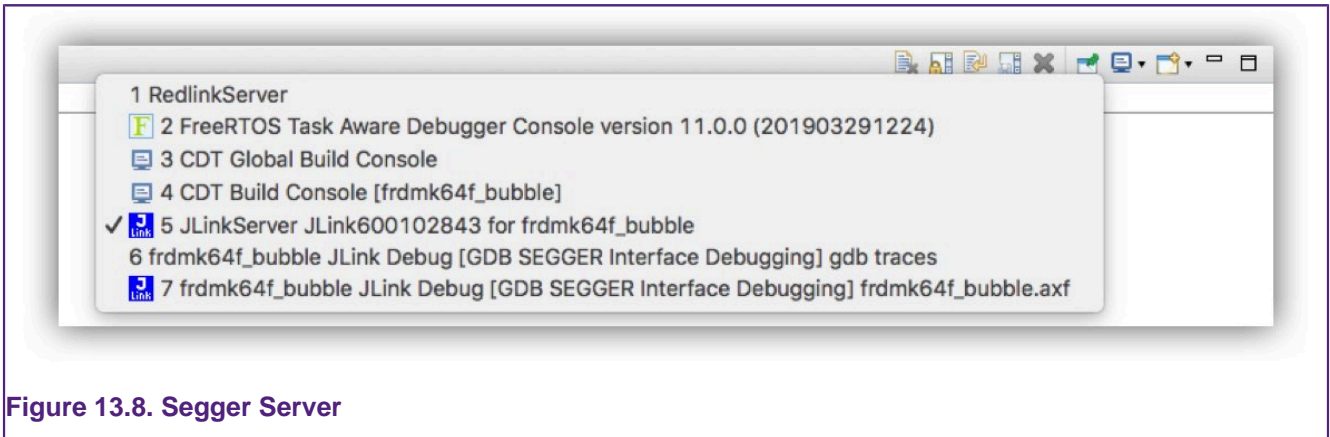 1 RedlinkServer
F 2 FreeRTOS Task Aware Debugger Console version 11.0.0 (201903291224)
3 CDT Global Build Console
4 CDT Build Console [frdmk64f_bubble]
J Link 5 JLinkServer JLink600102843 for frdmk64f_bubble
6 frdmk64f_bubble JLink Debug [GDB SEGGER Interface Debugging] gdb traces
J Link 7 frdmk64f_bubble JLink Debug [GDB SEGGER Interface Debugging] frdmk64f_bubble.axf
Figure 13.8. Segger Server